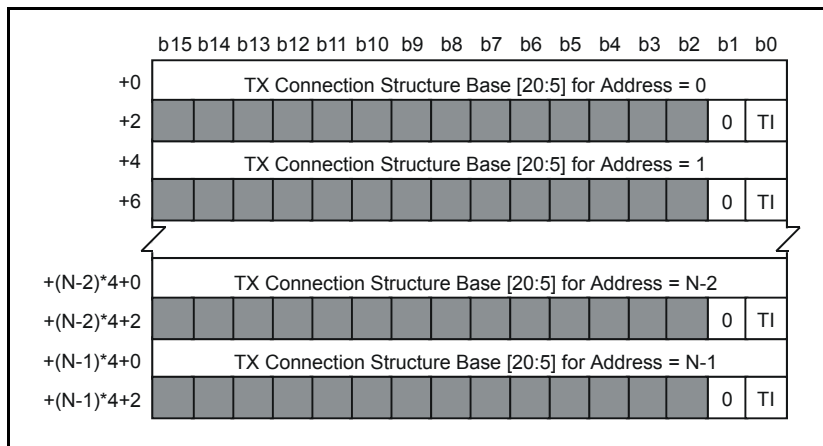 b15 b14 b13 b12 b11 b10 b9 b8 b7 b6 b5 b4 b3 b2 b1 b0
+0 TX Connection Structure Base [20:5] for Address = 0
+2 0 TI
+4 TX Connection Structure Base [20:5] for Address = 1
+6 0 TI
+(N-2)*4+0 TX Connection Structure Base [20:5] for Address = N-2
+(N-2)*4+2 0 TI
+(N-1)*4+0 TX Connection Structure Base [20:5] for Address = N-1
+(N-1)*4+2 0 TI